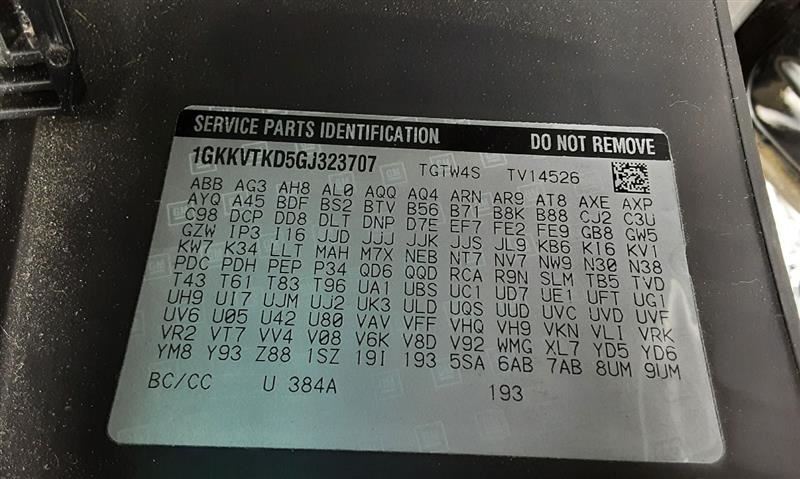 SERVICE PARTS IDENTIFICATION DO NOT REMOVE
1GKKVTKD5GJ323707 TGTW4S TV14526
ABB AG3 AH8 AL0 AQQ AQ4 ARN AR9 AT8 AXE AXP
AYQ A45 BDF BS2 BTV B56 B71 B8K B88 CJ2 C3U
C98 DCP DD8 DLT DNP D7E EF7 FE2 FE9 GB8 GW5
GZW IP3 I16 JJD JJJ JJK JJS JL9 KB6 KI6 KV1
KW7 K34 LLT MAH M7X NEB NT7 NV7 NW9 N30 N38
PDC PDH PEP P34 QD6 QQD RCA R9N SLM TB5 TVD
T43 T61 T83 T96 UA1 UBS UC1 UD7 UE1 UFT UG1
UH9 UI7 UJM UJ2 UK3 ULD UQS UUD UVC UVD UVF
UV6 U05 U42 U80 VAV VFF VHQ VH9 VKN VLI VRK
VR2 VT7 VV4 V08 V6K V8D V92 WMG XL7 YD5 YD6
YM8 Y93 Z88 1SZ 19I 193 5SA 6AB 7AB 8UM 9UM
BC/CC U 384A 193